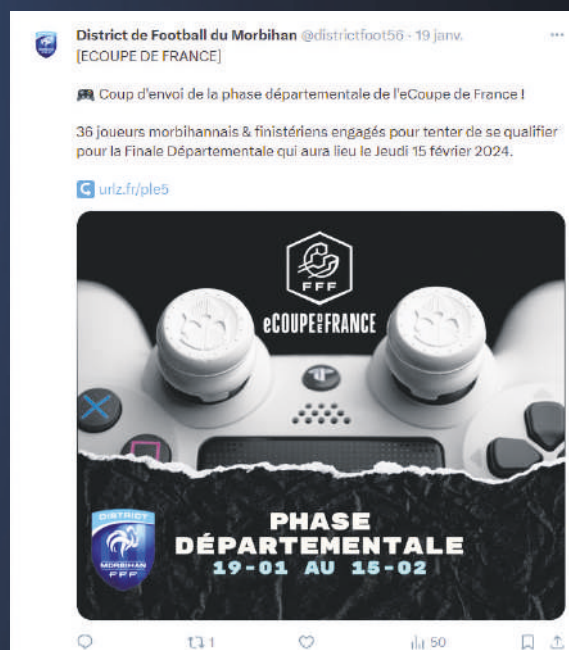 District de Football du Morbihan @districtfoot56 · 19 janv.
[ECOUPE DE FRANCE]
🎮 Coup d'envoi de la phase départementale de l'eCoupe de France !
36 joueurs morbihannais & finistériens engagés pour tenter de se qualifier
pour la Finale Départementale qui aura lieu le Jeudi 15 février 2024.
urlz.fr/ple5
FFF
eCOUPE DE FRANCE
DISTRICT
MORBIHAN
FFF
PHASE
DÉPARTEMENTALE
19-01 AU 15-02
1
50